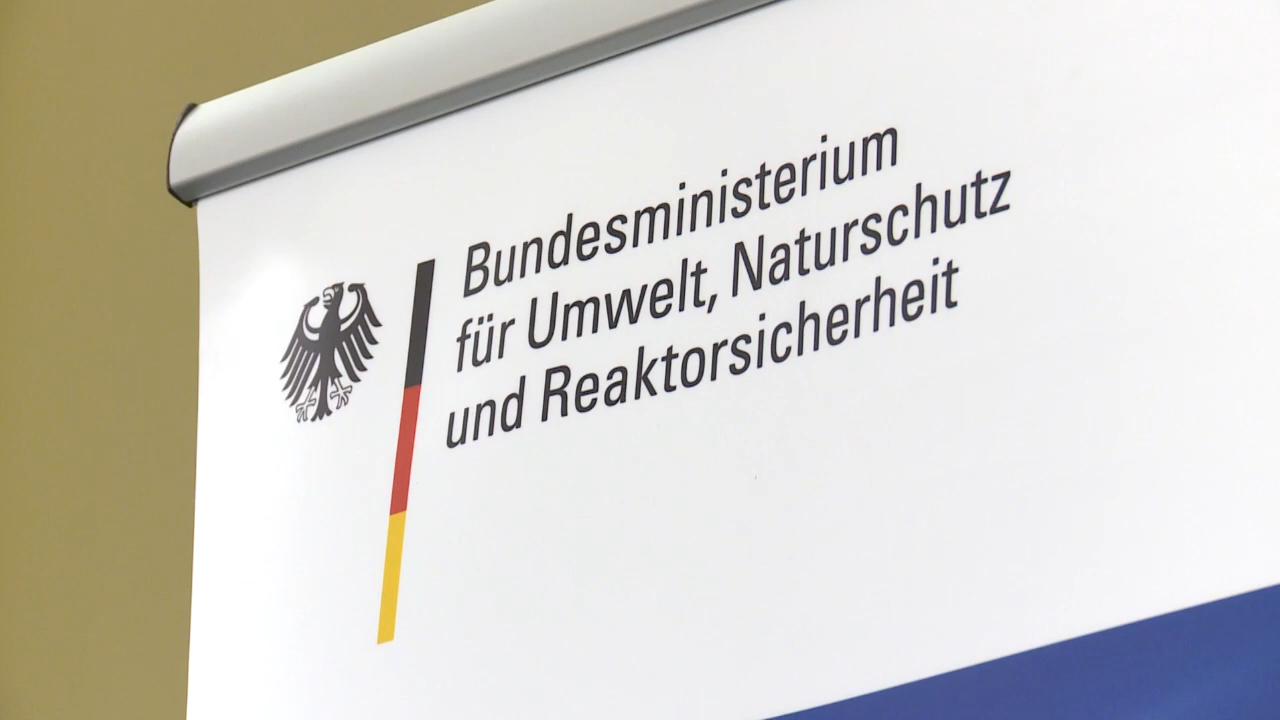 Bundesministerium
für Umwelt, Naturschutz
und Reaktorsicherheit